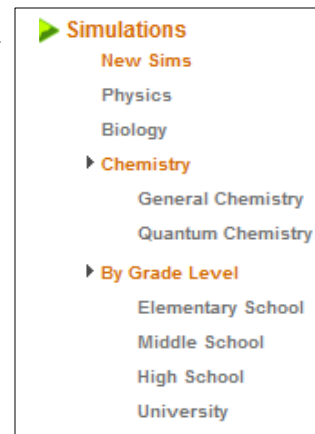 Simulations
New Sims
Physics
Biology
Chemistry
General Chemistry
Quantum Chemistry
By Grade Level
Elementary School
Middle School
High School
University